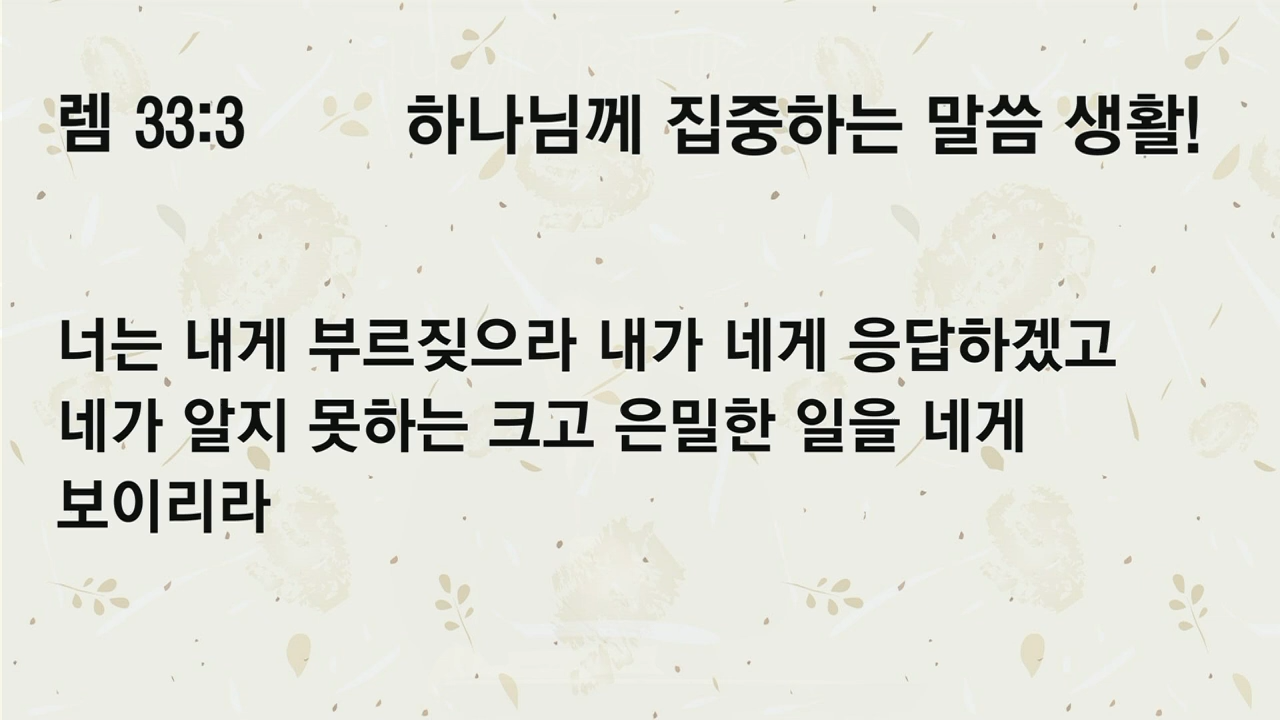 렘 33:3 하나님께 집중하는 말씀 생활!
너는 내게 부르짖으라 내가 네게 응답하겠고
네가 알지 못하는 크고 은밀한 일을 네게
보이리라